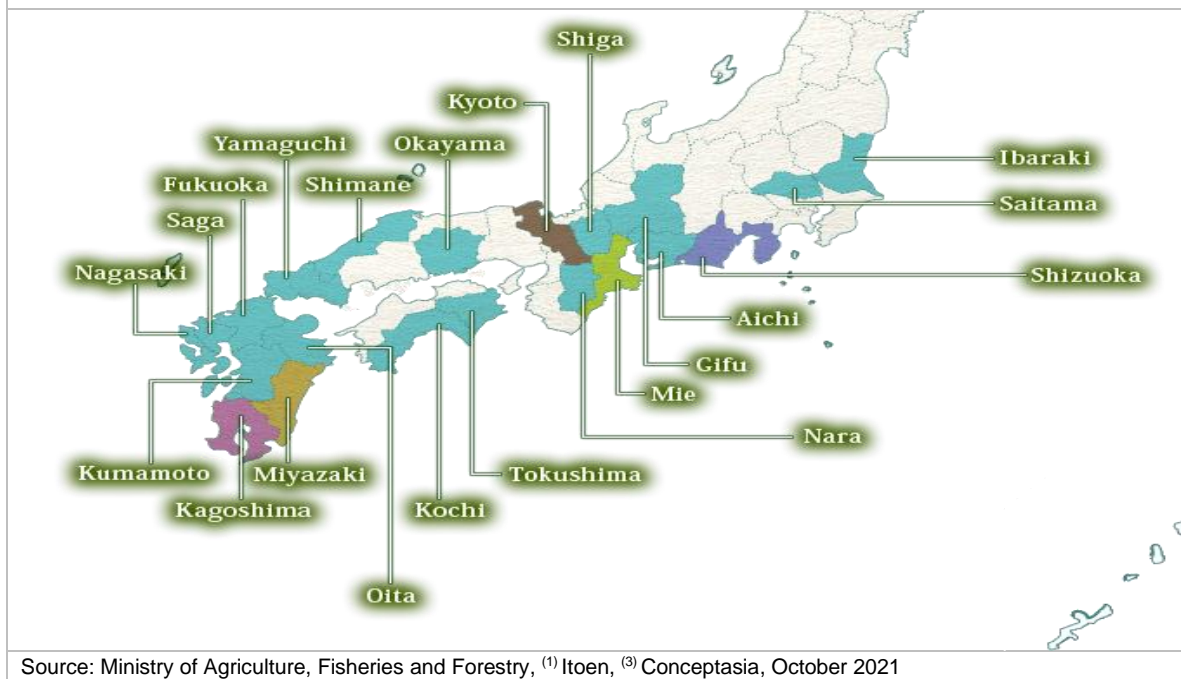 Shiga
Kyoto
Yamaguchi
Okayama
Ibaraki
Fukuoka
Shimane
Saitama
Saga
Nagasaki
Shizuoka
Aichi
Gifu
Mie
Nara
Kumamoto
Miyazaki
Tokushima
Kagoshima
Kochi
Oita
Source: Ministry of Agriculture, Fisheries and Forestry, (1) Itoen, (3) Conceptasia, October 2021